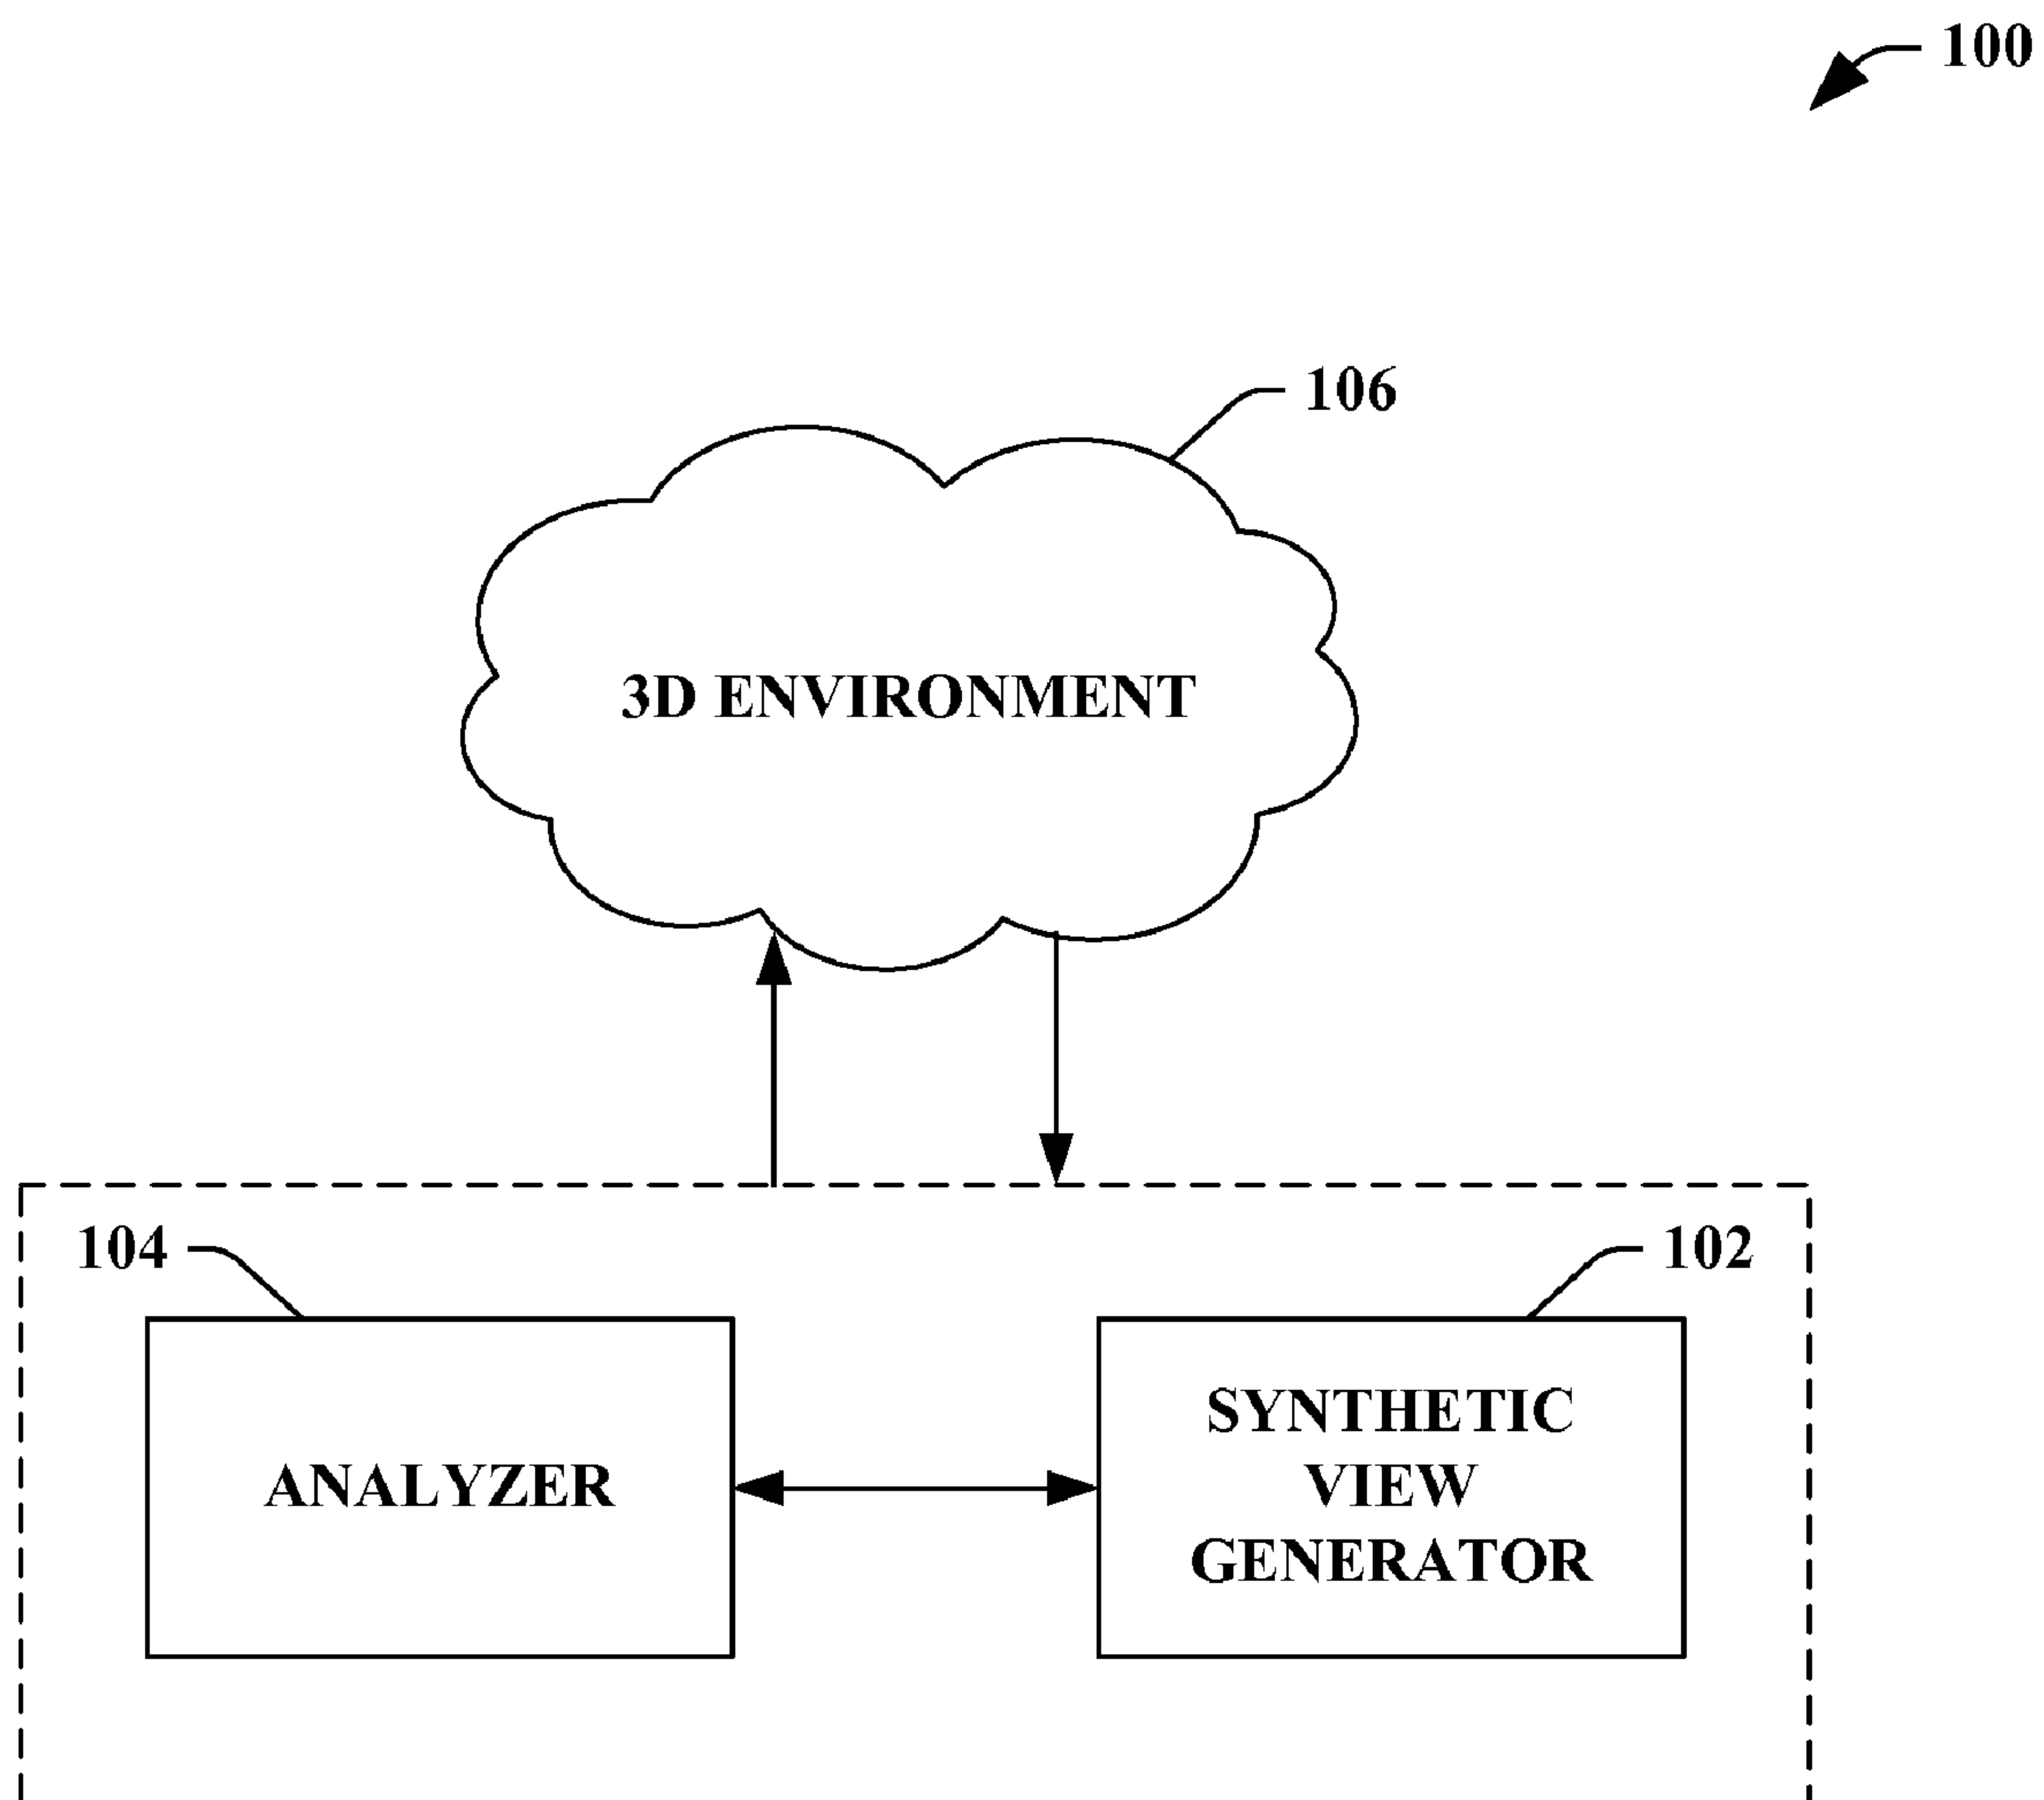 100
106
3D ENVIRONMENT
104
102
ANALYZER
SYNTHETIC
VIEW
GENERATOR